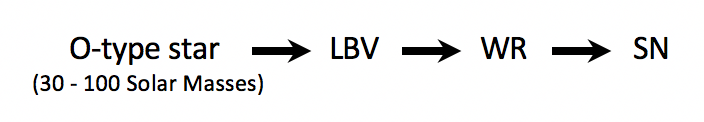 O-type star → LBV → WR → SN
(30 - 100 Solar Masses)